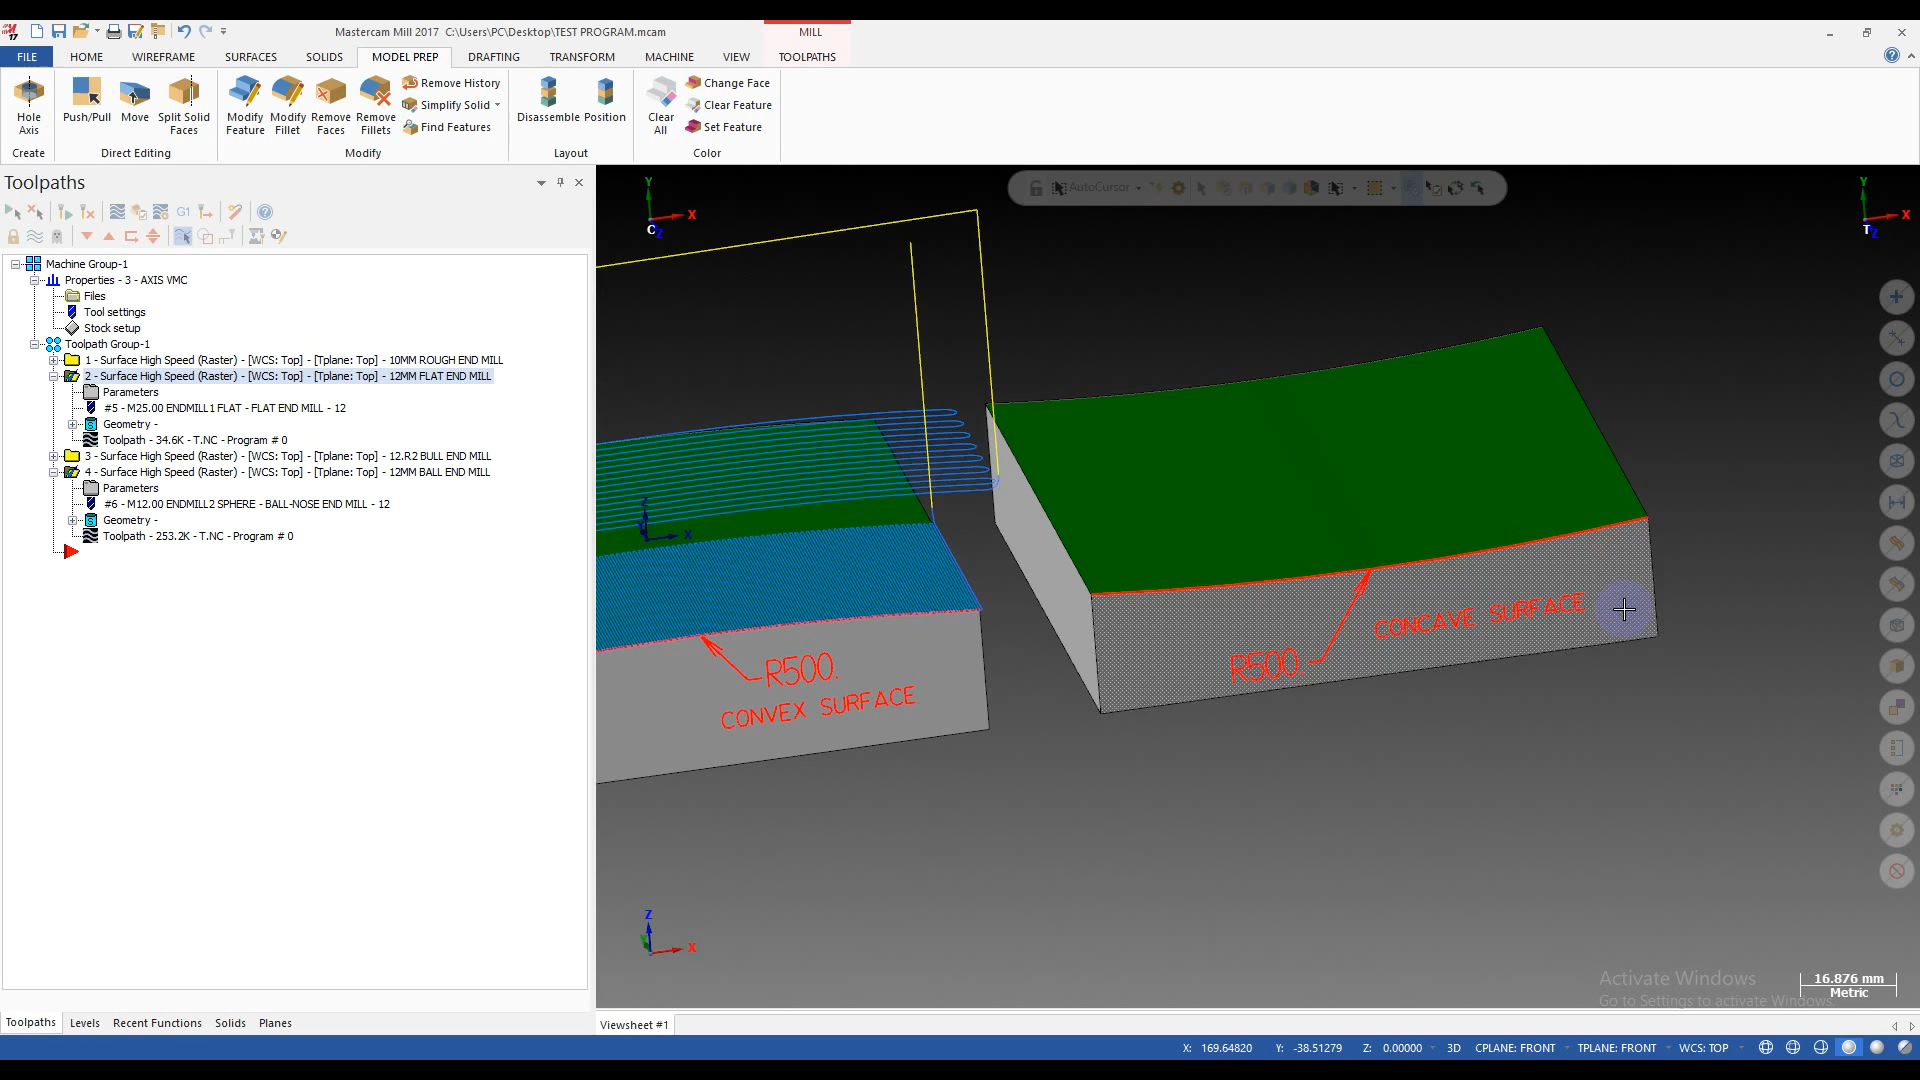 Mastercam Mill 2017 C:\Users\PC\Desktop\TEST PROGRAM.mcam
MILL
FILE HOME WIREFRAME SURFACES SOLIDS MODEL PREP DRAFTING TRANSFORM MACHINE VIEW TOOLPATHS
Hole Axis
Push/Pull
Move
Split Solid Faces
Modify Feature
Modify Fillet
Remove Faces
Remove Fillets
Remove History
Simplify Solid
Find Features
Disassemble
Position
Clear All
Change Face
Clear Feature
Set Feature
Create
Direct Editing
Modify
Layout
Color
Toolpaths
G1
Machine Group-1
Properties - 3 - AXIS VMC
Files
Tool settings
Stock setup
Toolpath Group-1
1 - Surface High Speed (Raster) - [WCS: Top] - [Tplane: Top] - 10MM ROUGH END MILL
2 - Surface High Speed (Raster) - [WCS: Top] - [Tplane: Top] - 12MM FLAT END MILL
Parameters
#5 - M25.00 ENDMILL1 FLAT - FLAT END MILL - 12
Geometry -
Toolpath - 34.6K - T.NC - Program # 0
3 - Surface High Speed (Raster) - [WCS: Top] - [Tplane: Top] - 12.R2 BULL END MILL
4 - Surface High Speed (Raster) - [WCS: Top] - [Tplane: Top] - 12MM BALL END MILL
Parameters
#6 - M12.00 ENDMILL2 SPHERE - BALL-NOSE END MILL - 12
Geometry -
Toolpath - 253.2K - T.NC - Program # 0
Toolpaths Levels Recent Functions Solids Planes
AutoCursor
Y
X
C Z
Y
X
T Z
Z
X
R500.
CONVEX SURFACE
R500.
CONCAVE SURFACE
Z
Y
X
Activate Windows
Go to Settings to activate Windows.
16.876 mm
Metric
Viewsheet #1
X: 169.64820 Y: -38.51279 Z: 0.00000 3D CPLANE: FRONT TPLANE: FRONT WCS: TOP